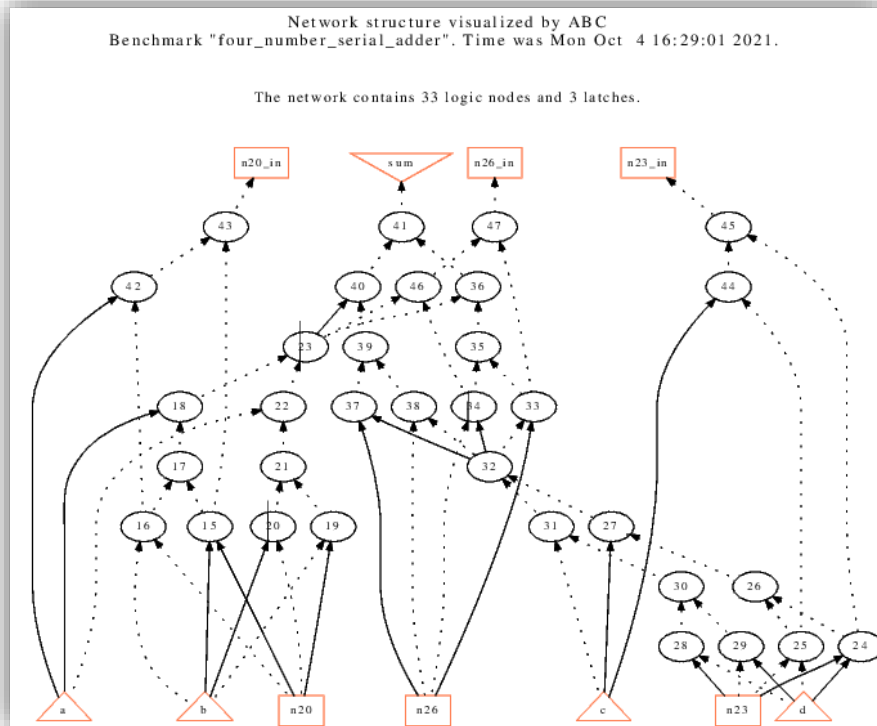 Network structure visualized by ABC
Benchmark "four_number_serial_adder". Time was Mon Oct 4 16:29:01 2021.
The network contains 33 logic nodes and 3 latches.
n20_in sum n26_in n23_in
43 41 47 45
42 40 46 36 44
23 39 35
18 22 37 38 34 33
17 21 32
16 15 20 19 31 27
30 26
28 29 25 24
a b n20 n26 c n23 d